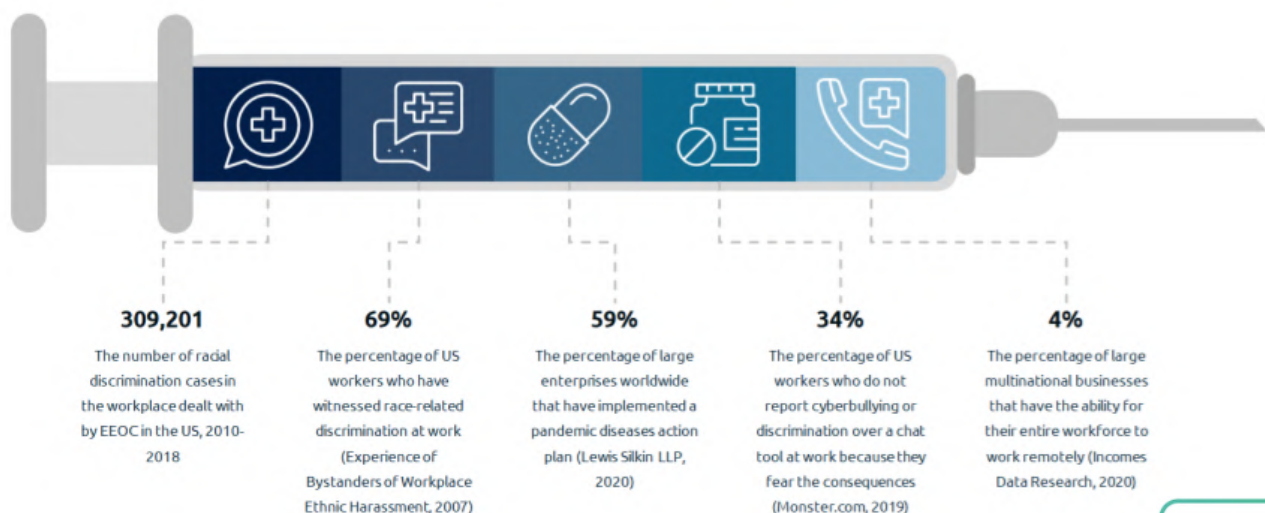 309,201
The number of racial
discrimination cases in
the workplace dealt with
by EEOC in the US, 2010-
2018
69%
The percentage of US
workers who have
witnessed race-related
discrimination at work
(Experience of
Bystanders of Workplace
Ethnic Harassment, 2007)
59%
The percentage of large
enterprises worldwide
that have implemented a
pandemic diseases action
plan (Lewis Silkin LLP,
2020)
34%
The percentage of US
workers who do not
report cyberbullying or
discrimination over a chat
tool at work because they
fear the consequences
(Monster.com, 2019)
4%
The percentage of large
multinational businesses
that have the ability for
their entire workforce to
work remotely (Incomes
Data Research, 2020)